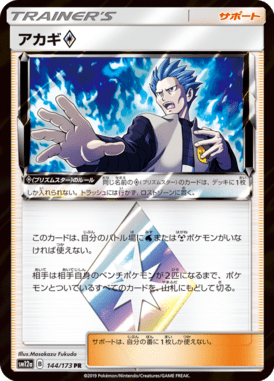 TRAINER'S
サポート
アカギ◇
◇(プリズムスター)のルール
同じ名前の◇(プリズムスター)のカードは、デッキに1枚
しか入れられない。トラッシュには行かず、ロストゾーンに置く。
このカードは、自分のバトル場に水または鋼ポケモンがいな
ければ使えない。
相手は相手自身のベンチポケモンが2匹になるまで、ポケ
モンとついているすべてのカードを、山札にもどして切る。
Illus. Masakazu Fukuda
サポートは、自分の番に1枚しか使えない。
SM12a
144/173 PR
©2019 Pokémon/Nintendo/Creatures/GAME FREAK.